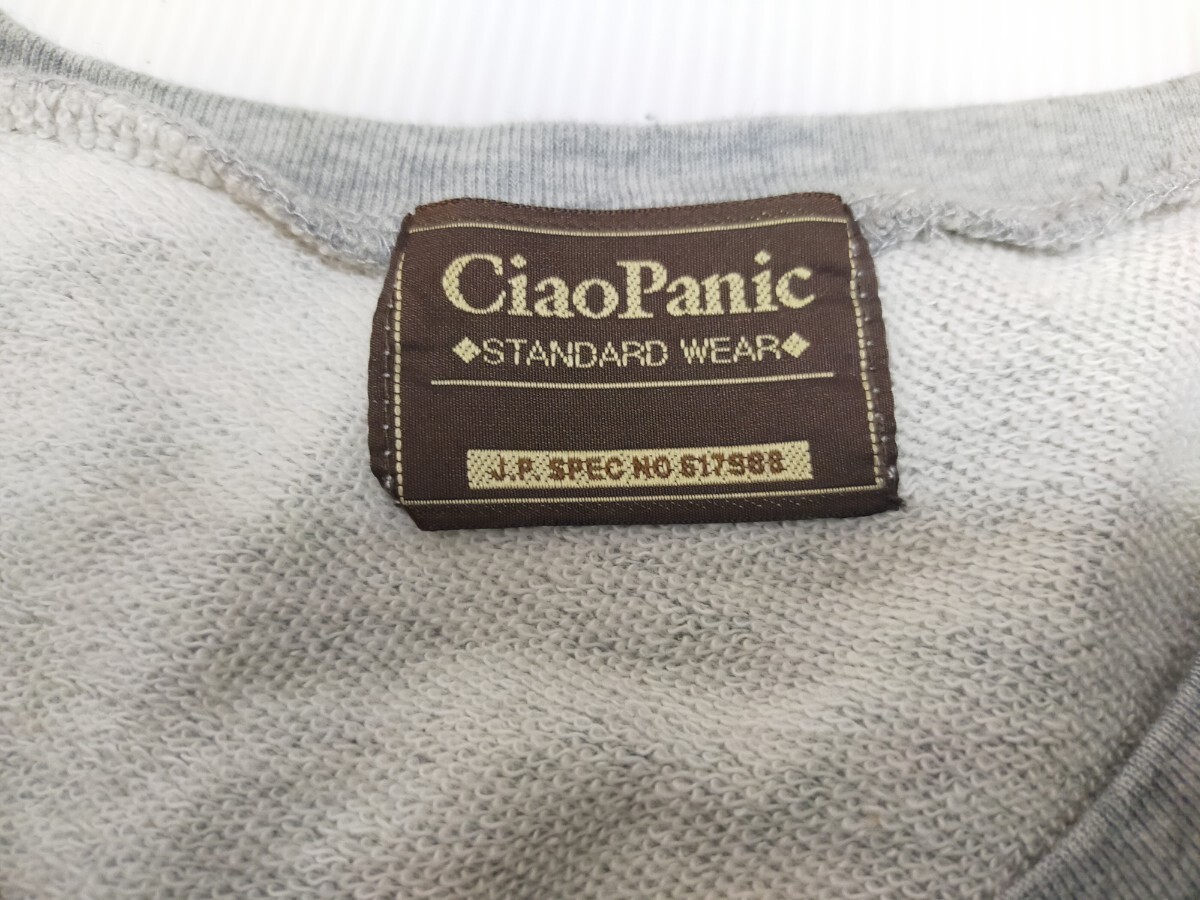 CiaoPanic
◆STANDARD WEAR◆
J.P. SPEC NO 617988